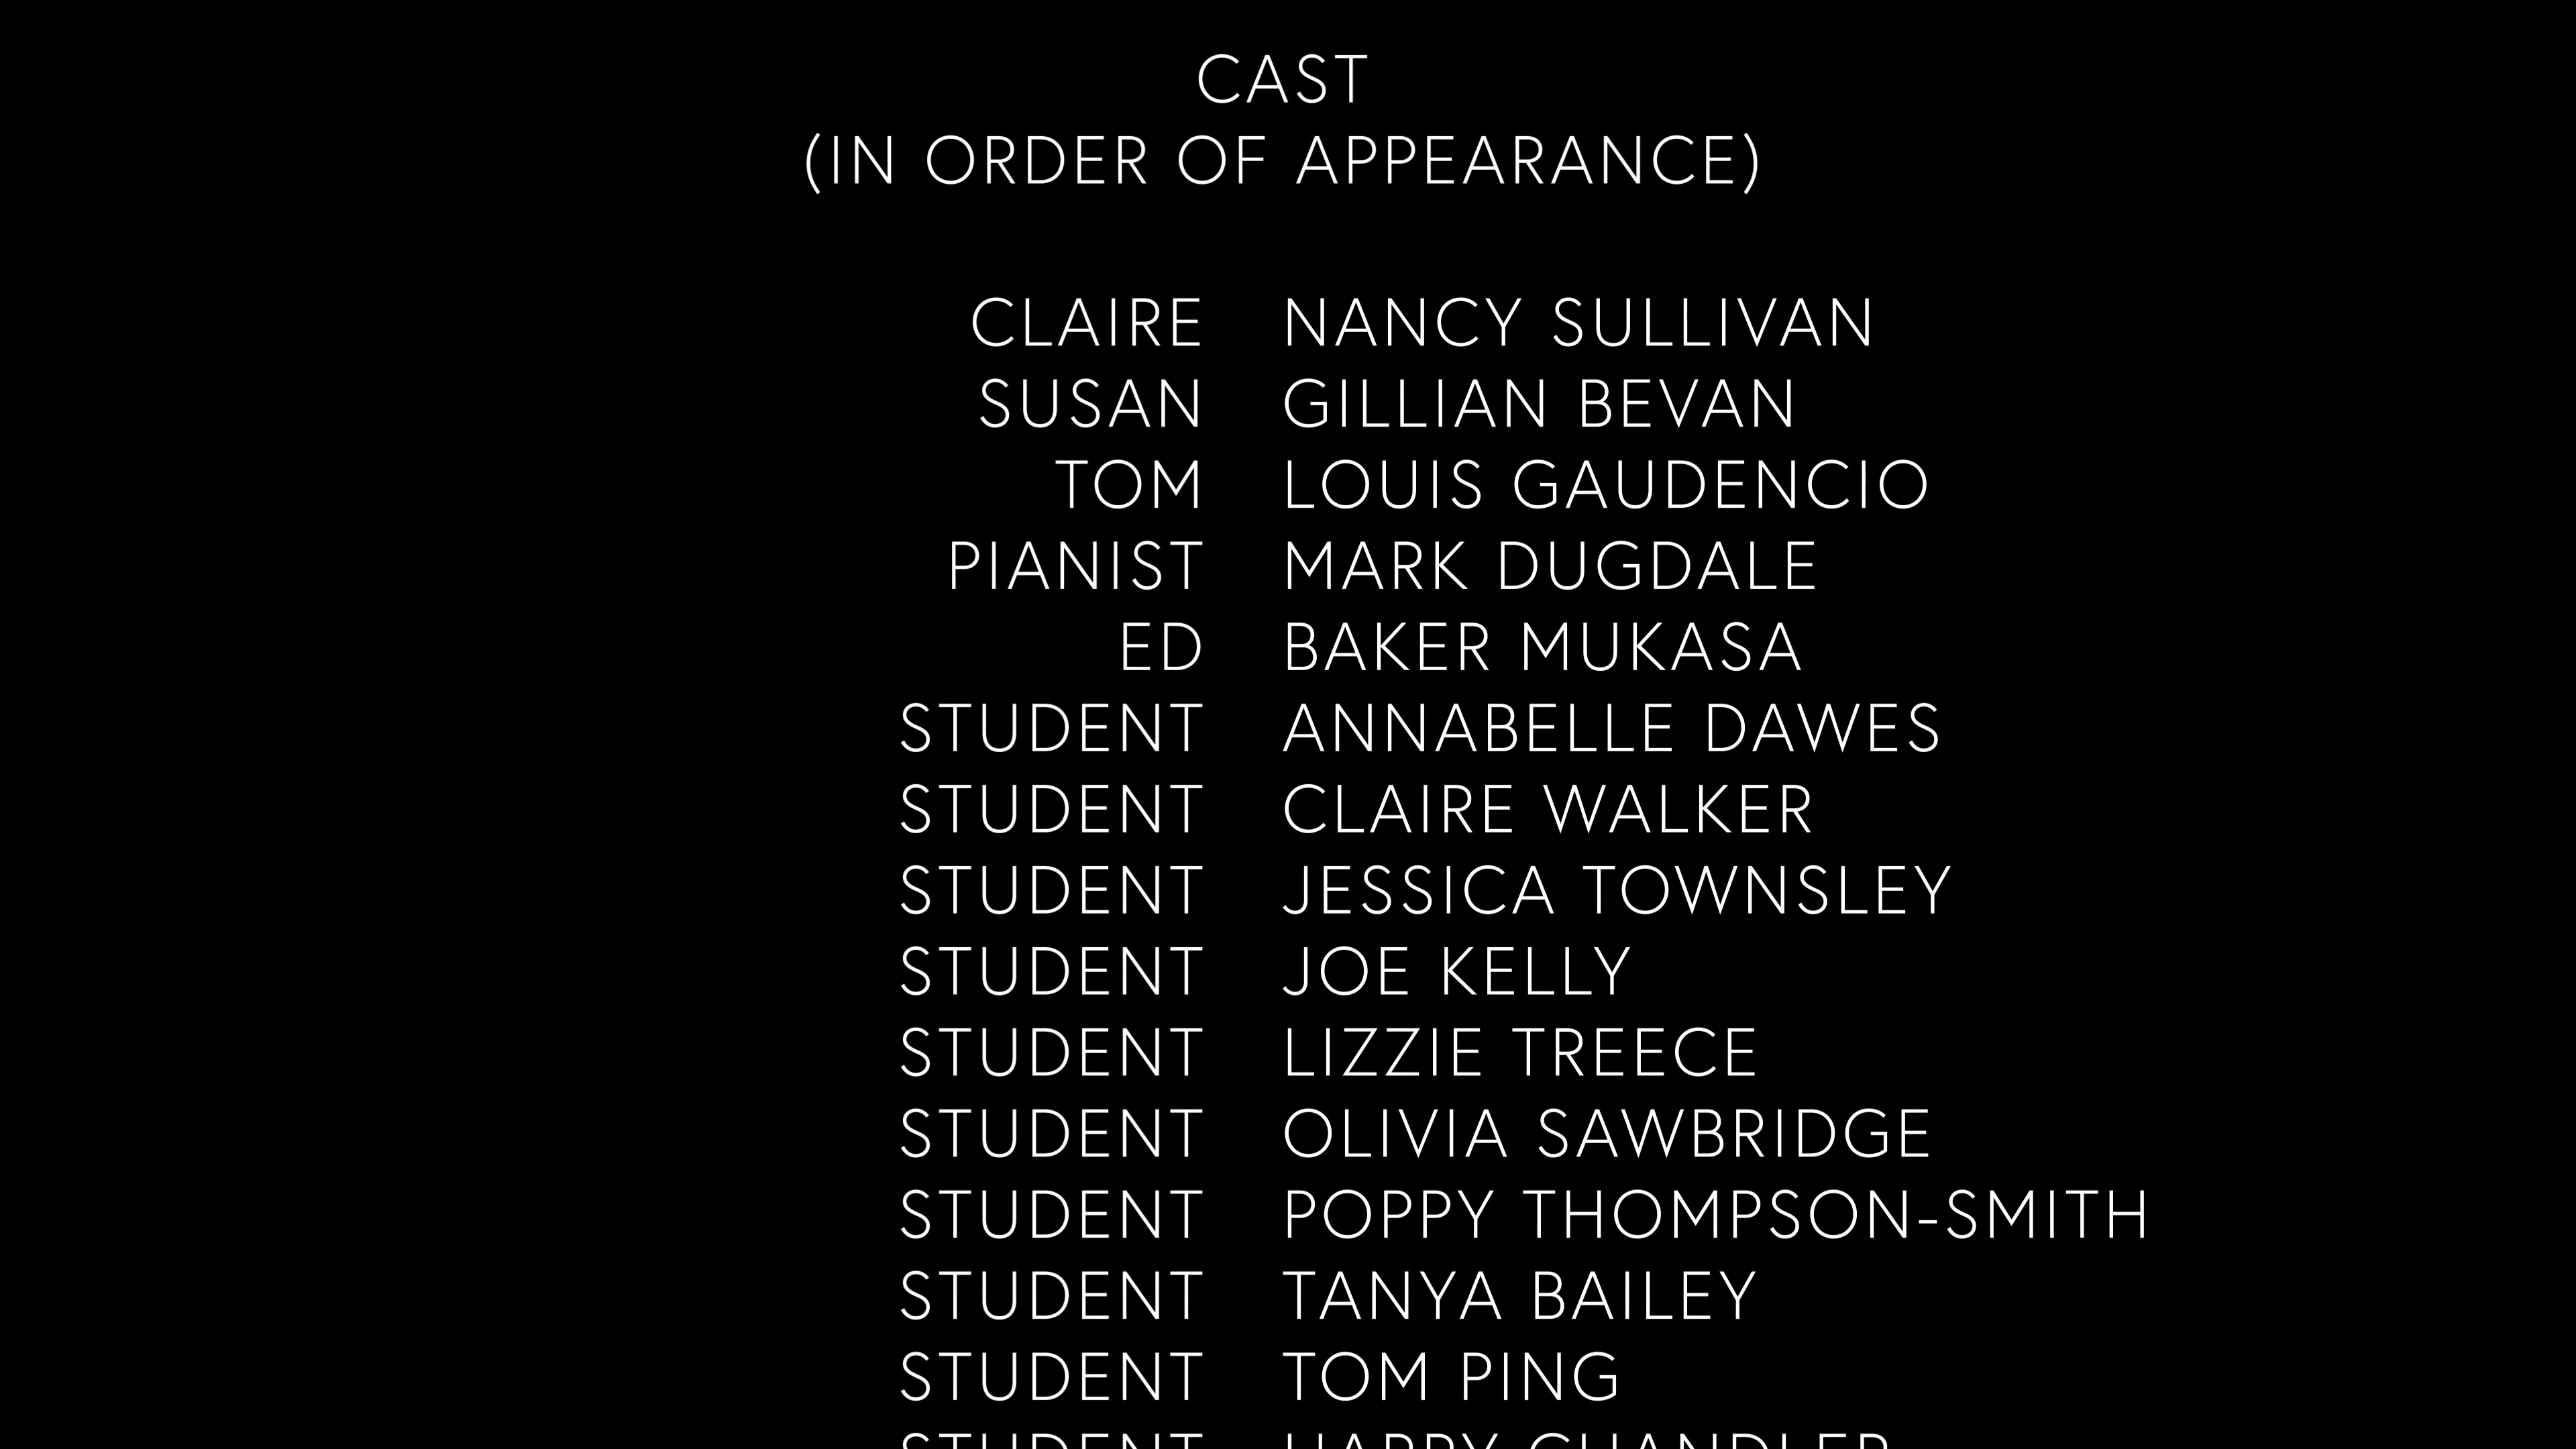 CAST
(IN ORDER OF APPEARANCE)
CLAIRE NANCY SULLIVAN
SUSAN GILLIAN BEVAN
TOM LOUIS GAUDENCIO
PIANIST MARK DUGDALE
ED BAKER MUKASA
STUDENT ANNABELLE DAWES
STUDENT CLAIRE WALKER
STUDENT JESSICA TOWNSLEY
STUDENT JOE KELLY
STUDENT LIZZIE TREECE
STUDENT OLIVIA SAWBRIDGE
STUDENT POPPY THOMPSON-SMITH
STUDENT TANYA BAILEY
STUDENT TOM PING
STUDENT CHANDLER